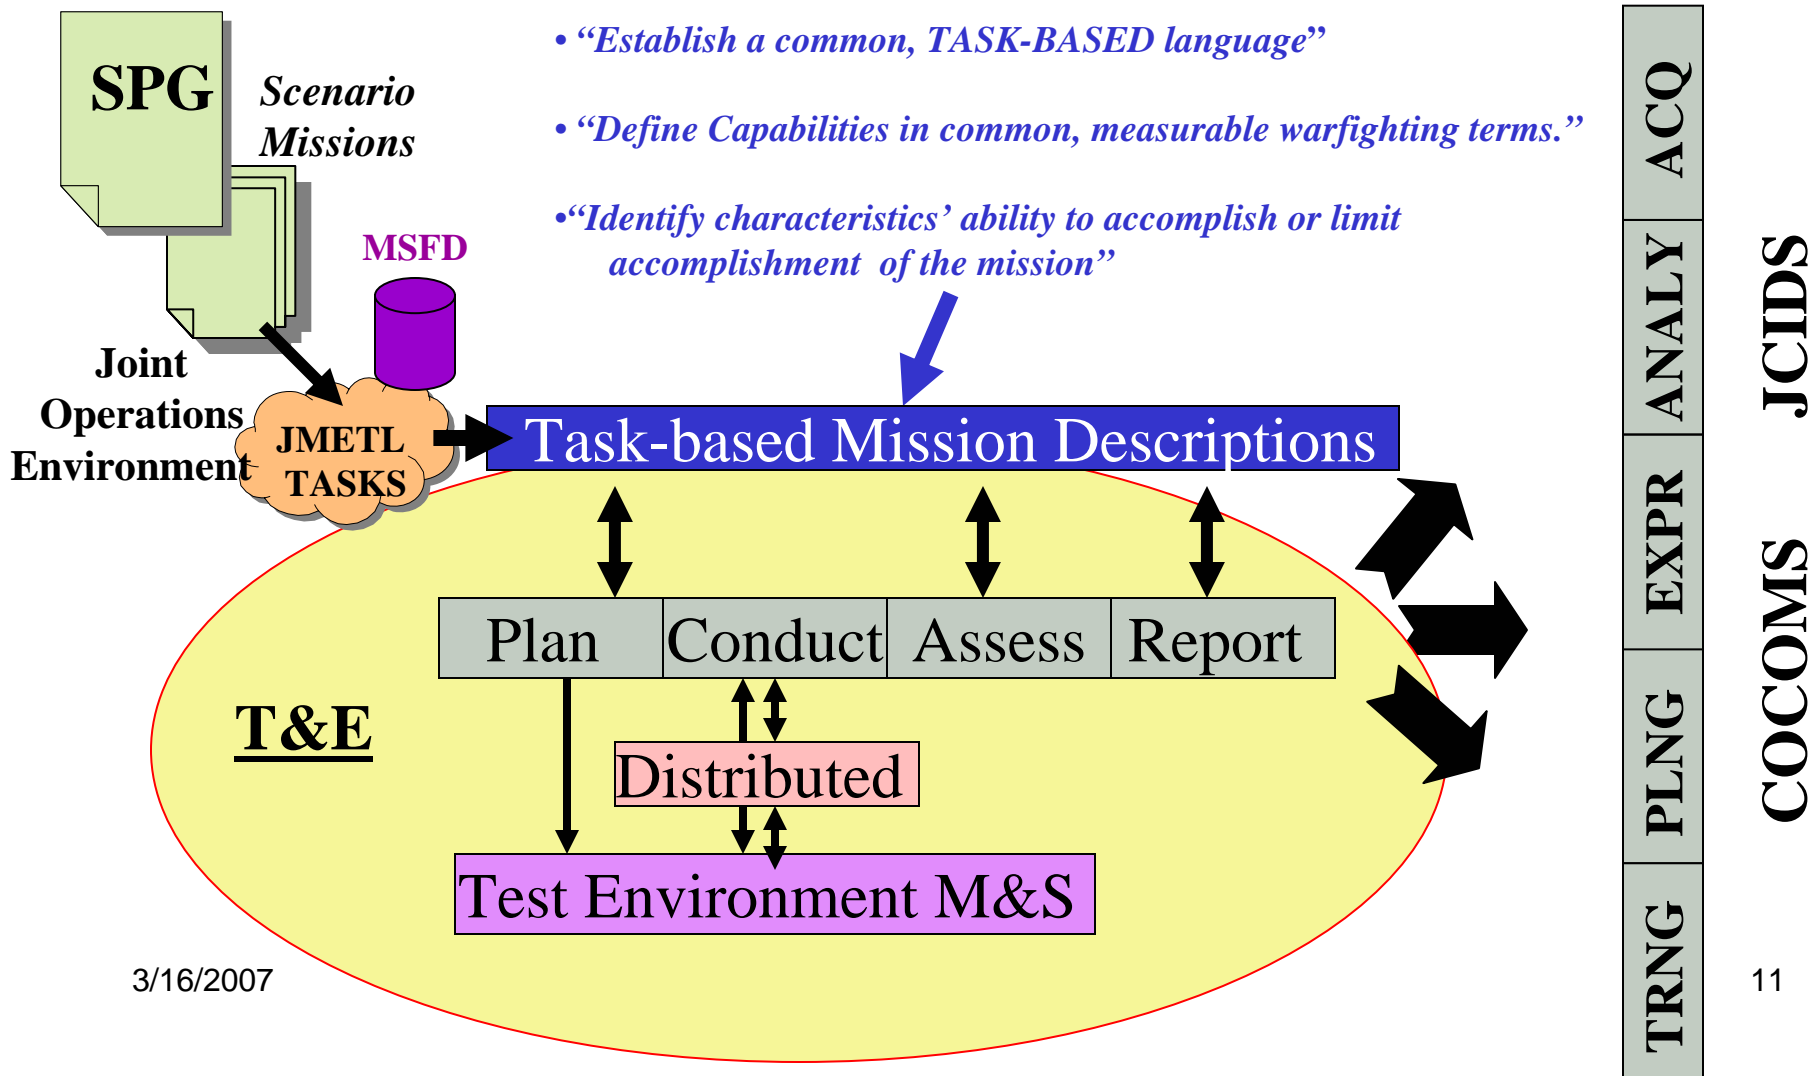 SPG
Scenario
Missions
• “Establish a common, TASK-BASED language”
• “Define Capabilities in common, measurable warfighting terms.”
•“Identify characteristics’ ability to accomplish or limit
accomplishment of the mission”
MSFD
Joint
Operations
Environment
JMETL
TASKS
Task-based Mission Descriptions
Plan
Conduct
Assess
Report
T&E
Distributed
Test Environment M&S
ACQ
ANALY
EXPR
PLNG
TRNG
JCIDS
COCOMS
3/16/2007
11